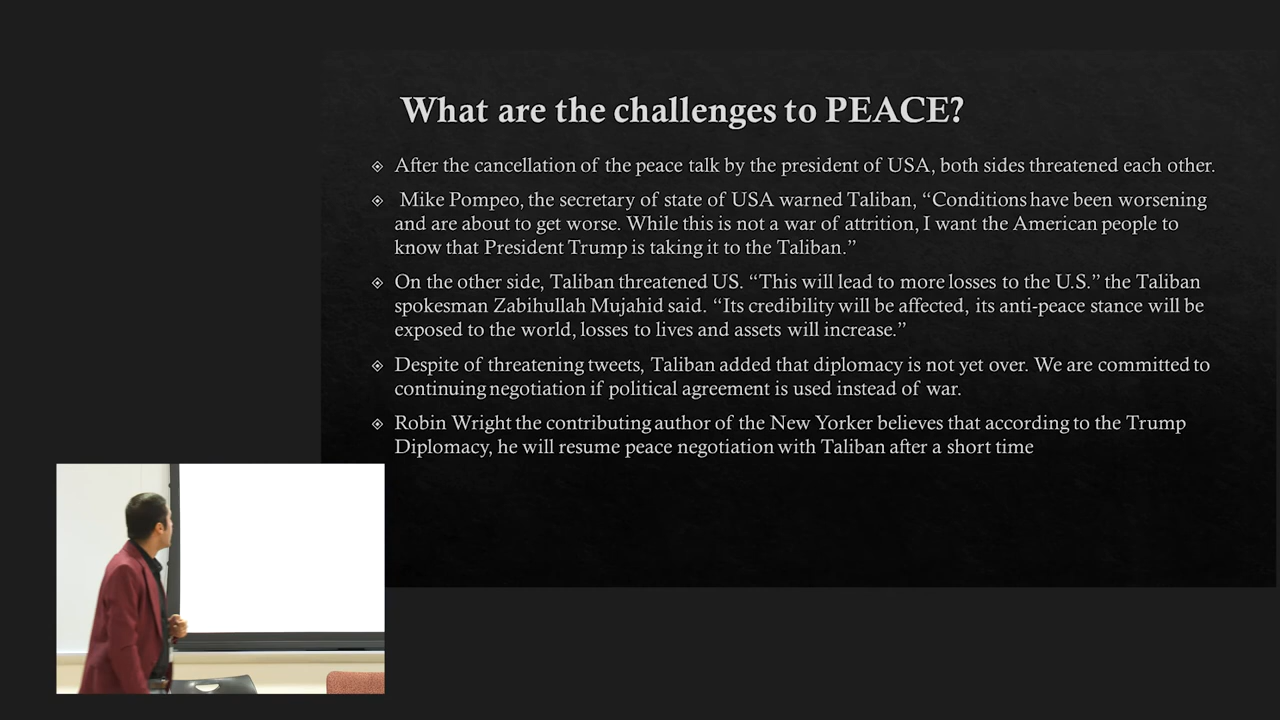 What are the challenges to PEACE?
After the cancellation of the peace talk by the president of USA, both sides threatened each other.
Mike Pompeo, the secretary of state of USA warned Taliban, “Conditions have been worsening
and are about to get worse. While this is not a war of attrition, I want the American people to
know that President Trump is taking it to the Taliban.”
On the other side, Taliban threatened US. “This will lead to more losses to the U.S.” the Taliban
spokesman Zabihullah Mujahid said. “Its credibility will be affected, its anti-peace stance will be
exposed to the world, losses to lives and assets will increase.”
Despite of threatening tweets, Taliban added that diplomacy is not yet over. We are committed to
continuing negotiation if political agreement is used instead of war.
Robin Wright the contributing author of the New Yorker believes that according to the Trump
Diplomacy, he will resume peace negotiation with Taliban after a short time